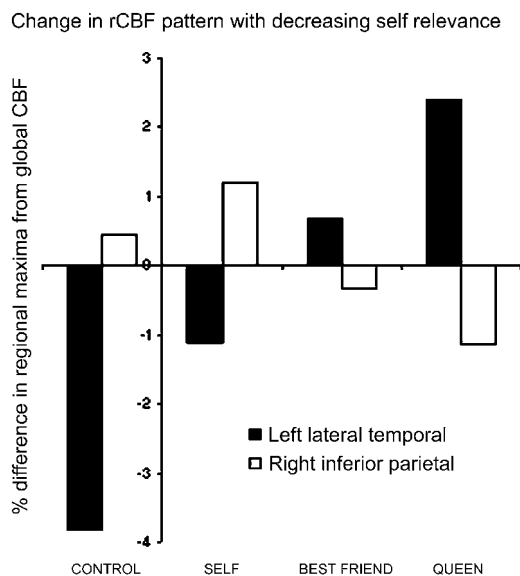 Change in rCBF pattern with decreasing self relevance
% difference in regional maxima from global CBF
3
2
1
0
-1
-2
-3
-4
Left lateral temporal
Right inferior parietal
CONTROL SELF BEST FRIEND QUEEN